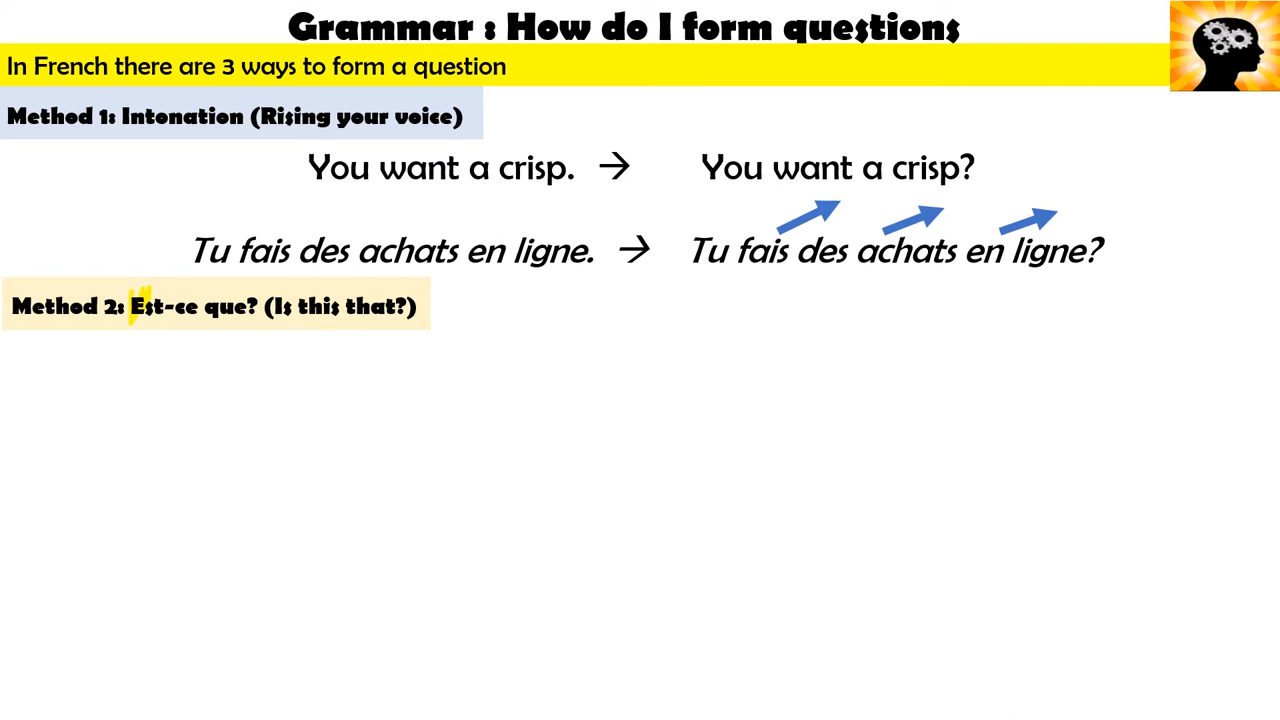 Grammar : How do I form questions
In French there are 3 ways to form a question
Method 1: Intonation (Rising your voice)
You want a crisp. → You want a crisp?
Tu fais des achats en ligne. → Tu fais des achats en ligne?
Method 2: Est-ce que? (Is this that?)